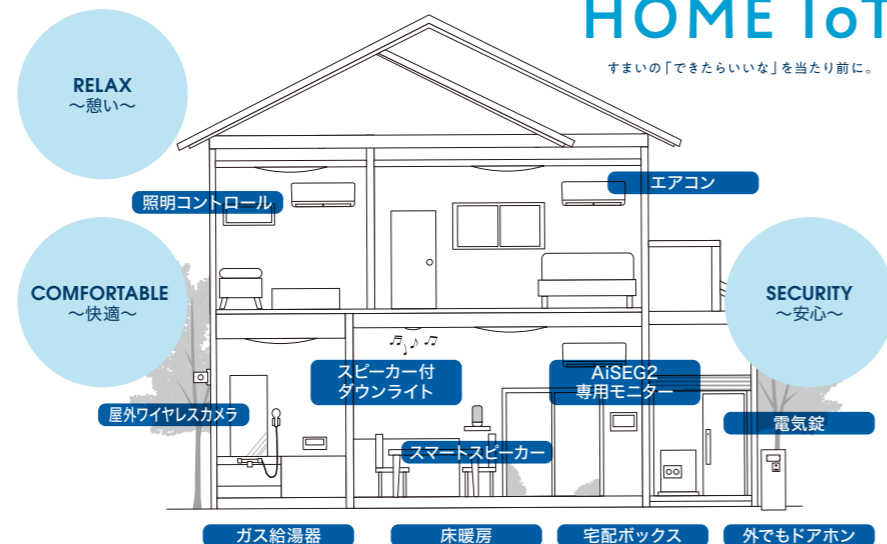 HOME IoT
すまいの「できたらいいな」を当たり前に。
RELAX
～憩い～
エアコン
照明コントロール
COMFORTABLE
～快適～
SECURITY
～安心～
スピーカー付
ダウンライト
AiSEG2
専用モニター
屋外ワイヤレスカメラ
電気錠
スマートスピーカー
ガス給湯器
床暖房
宅配ボックス
外でもドアホン